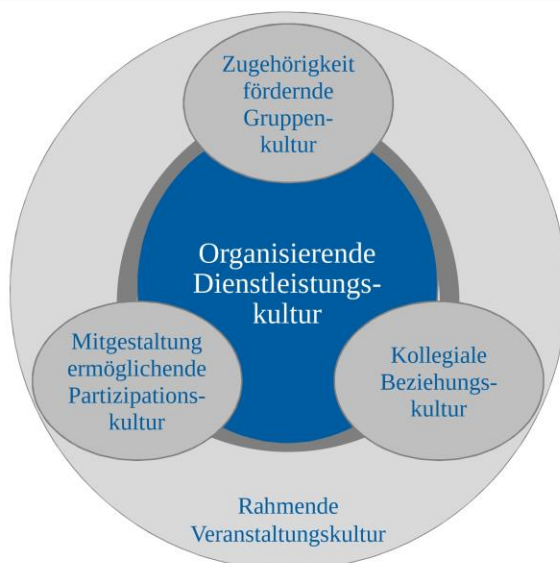 Zugehörigkeit
fördernde
Gruppen-
kultur
Organisierende
Dienstleistungs-
kultur
Mitgestaltung
ermöglichende
Partizipations-
kultur
Kollegiale
Beziehungs-
kultur
Rahmende
Veranstaltungskultur